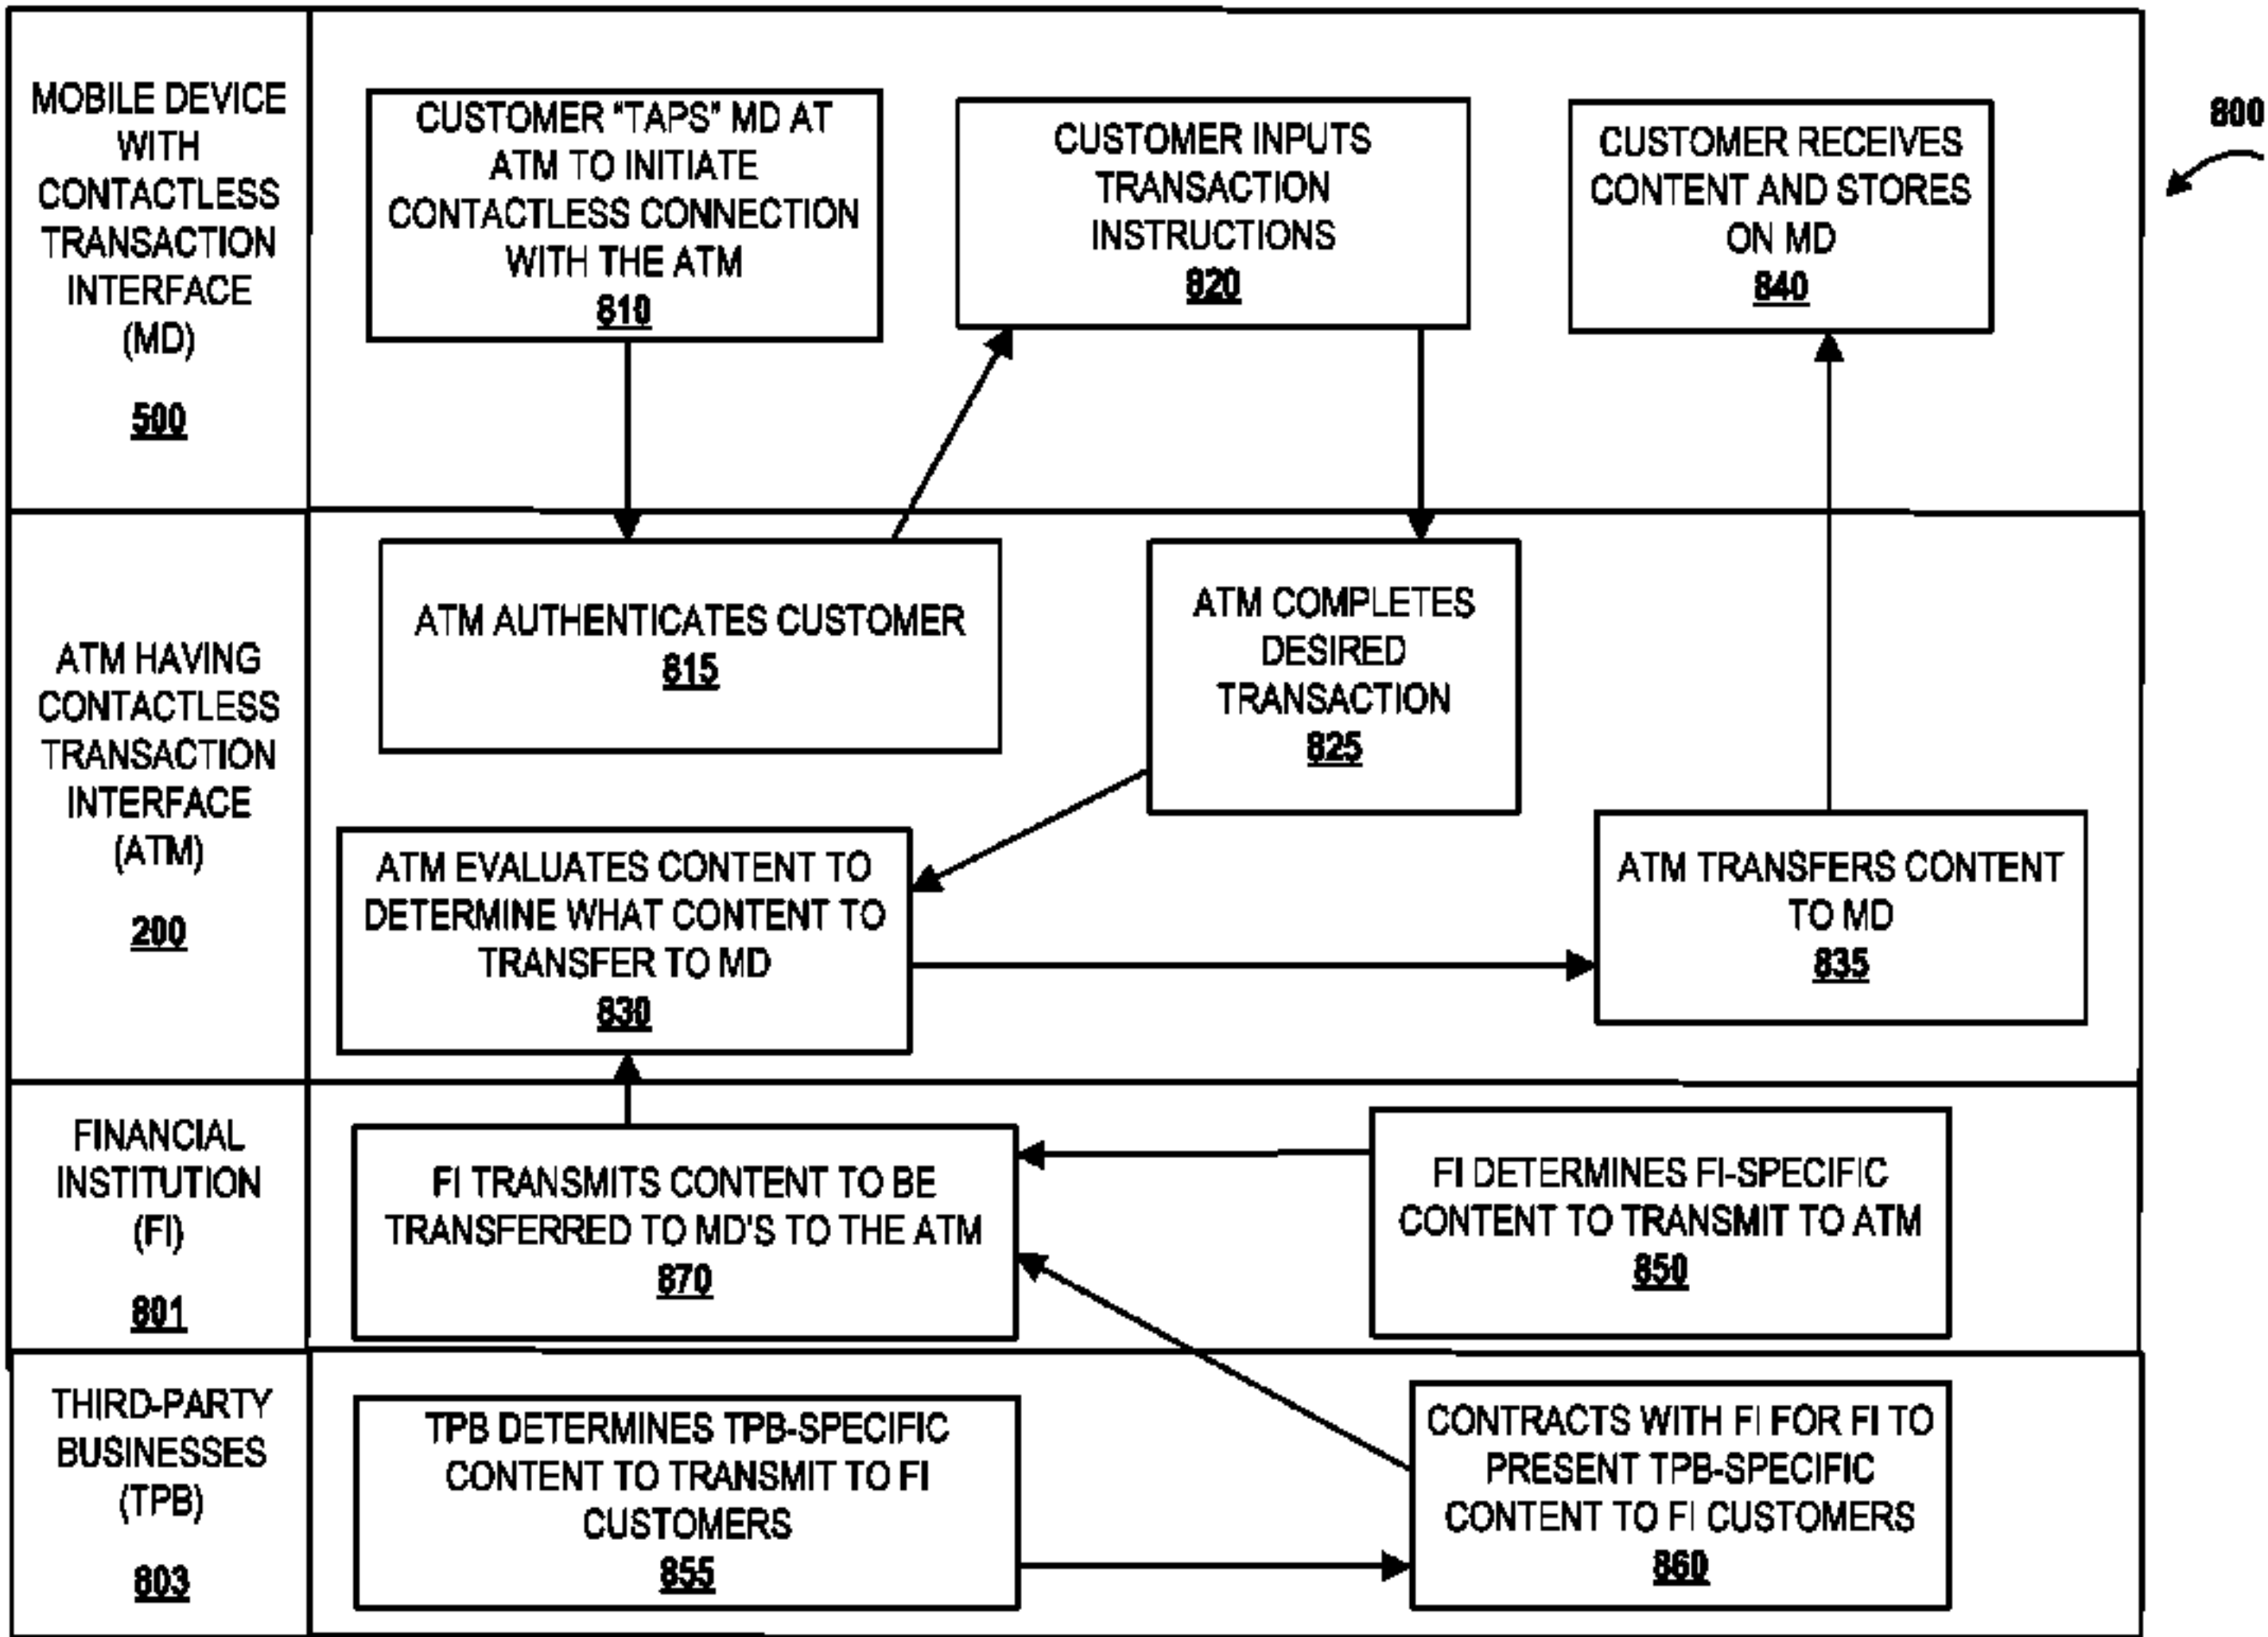 MOBILE DEVICE
WITH
CONTACTLESS
TRANSACTION
INTERFACE
(MD)
500
CUSTOMER "TAPS" MD AT
ATM TO INITIATE
CONTACTLESS CONNECTION
WITH THE ATM
810
CUSTOMER INPUTS
TRANSACTION
INSTRUCTIONS
820
CUSTOMER RECEIVES
CONTENT AND STORES
ON MD
840
800
ATM HAVING
CONTACTLESS
TRANSACTION
INTERFACE
(ATM)
200
ATM AUTHENTICATES CUSTOMER
815
ATM COMPLETES
DESIRED
TRANSACTION
825
ATM EVALUATES CONTENT TO
DETERMINE WHAT CONTENT TO
TRANSFER TO MD
830
ATM TRANSFERS CONTENT
TO MD
835
FINANCIAL
INSTITUTION
(FI)
801
FI TRANSMITS CONTENT TO BE
TRANSFERRED TO MD'S TO THE ATM
870
FI DETERMINES FI-SPECIFIC
CONTENT TO TRANSMIT TO ATM
850
THIRD-PARTY
BUSINESSES
(TPB)
803
TPB DETERMINES TPB-SPECIFIC
CONTENT TO TRANSMIT TO FI
CUSTOMERS
855
CONTRACTS WITH FI FOR FI TO
PRESENT TPB-SPECIFIC
CONTENT TO FI CUSTOMERS
860